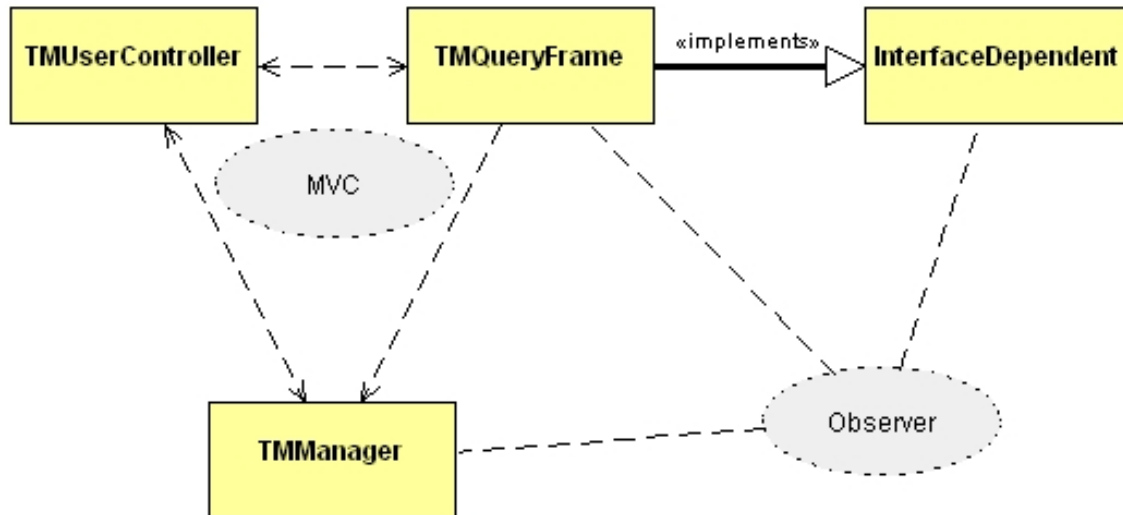 TMUserController
TMQueryFrame
«implements»
InterfaceDependent
MVC
TMManager
Observer